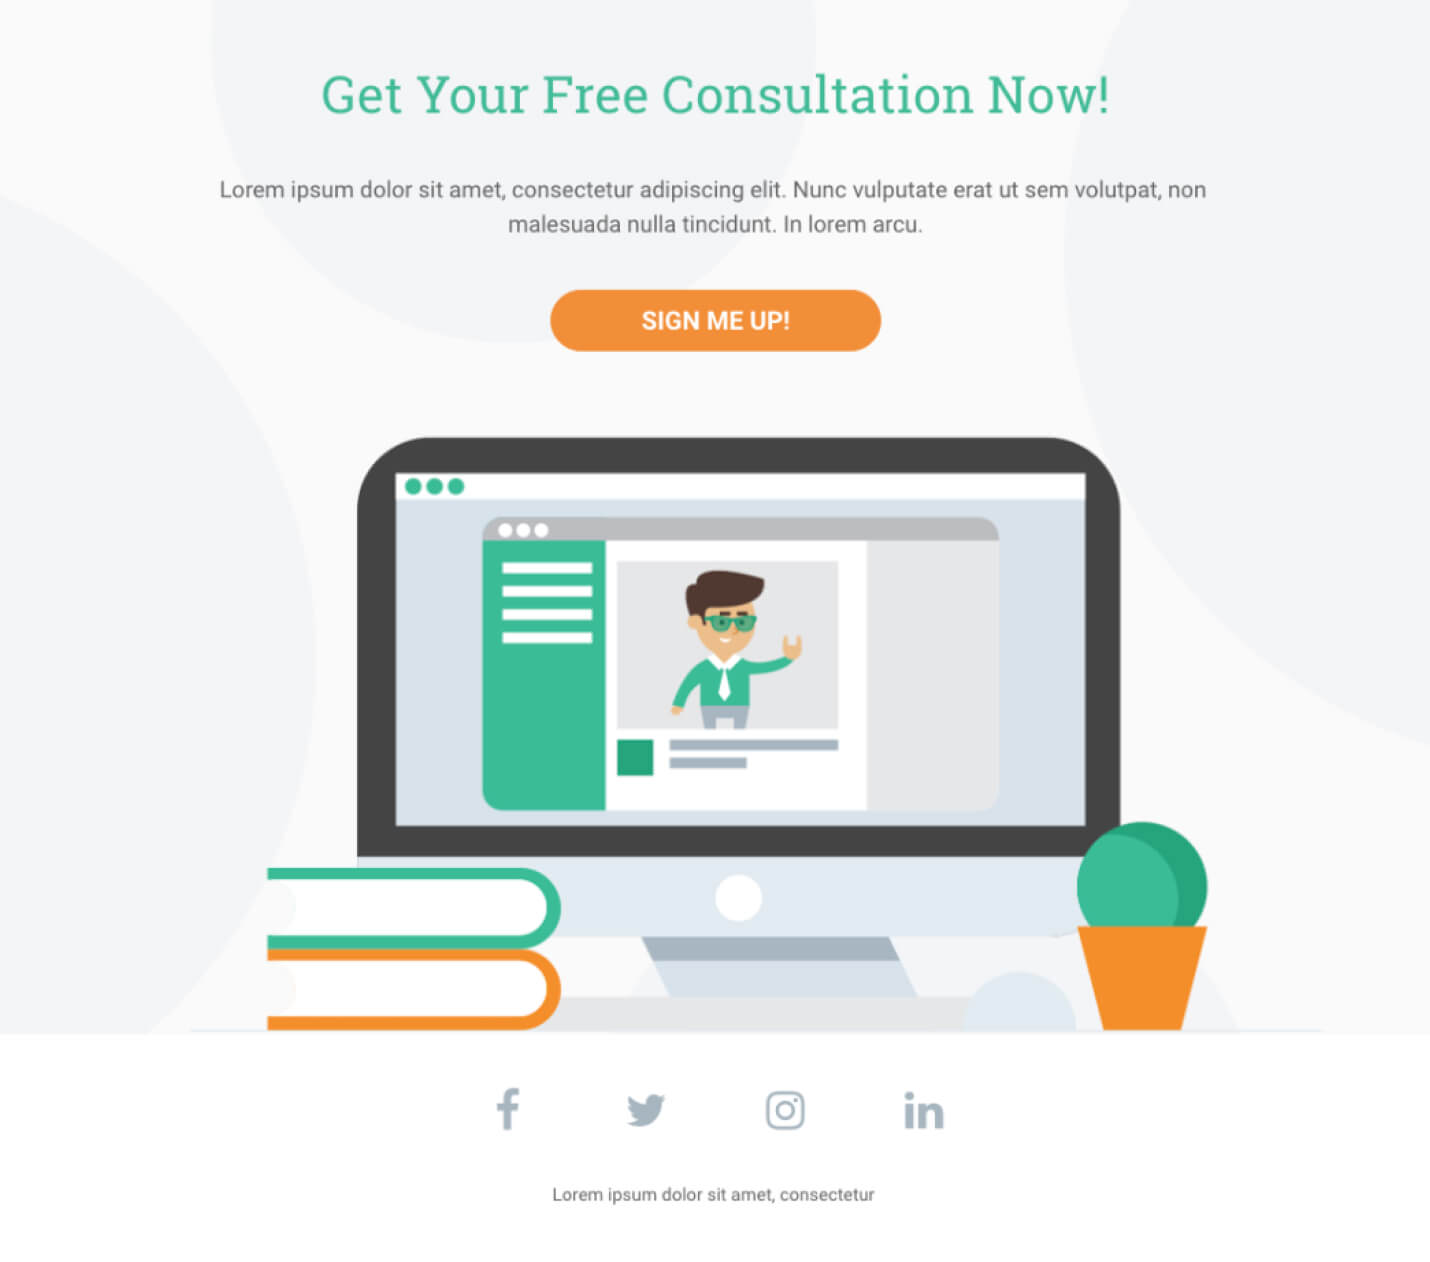 Get Your Free Consultation Now!
Lorem ipsum dolor sit amet, consectetur adipiscing elit. Nunc vulputate erat ut sem volutpat, non
malesuada nulla tincidunt. In lorem arcu.
SIGN ME UP!
Lorem ipsum dolor sit amet, consectetur